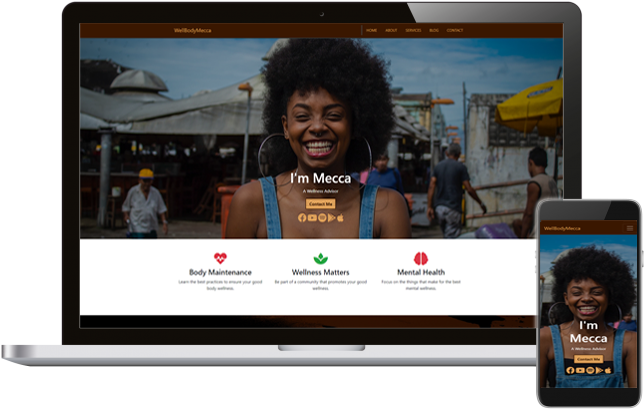 WellBodyMecca
HOME ABOUT SERVICES BLOG CONTACT
I'm Mecca
A Wellness Advisor
Contact Me
Body Maintenance
Learn the best practices to ensure your good
body wellness.
Wellness Matters
Be part of a community that promotes your good
wellness.
Mental Health
Focus on the things that make for the best
mental wellness.
WellBodyMecca
I'm
Mecca
A Wellness Advisor
Contact Me